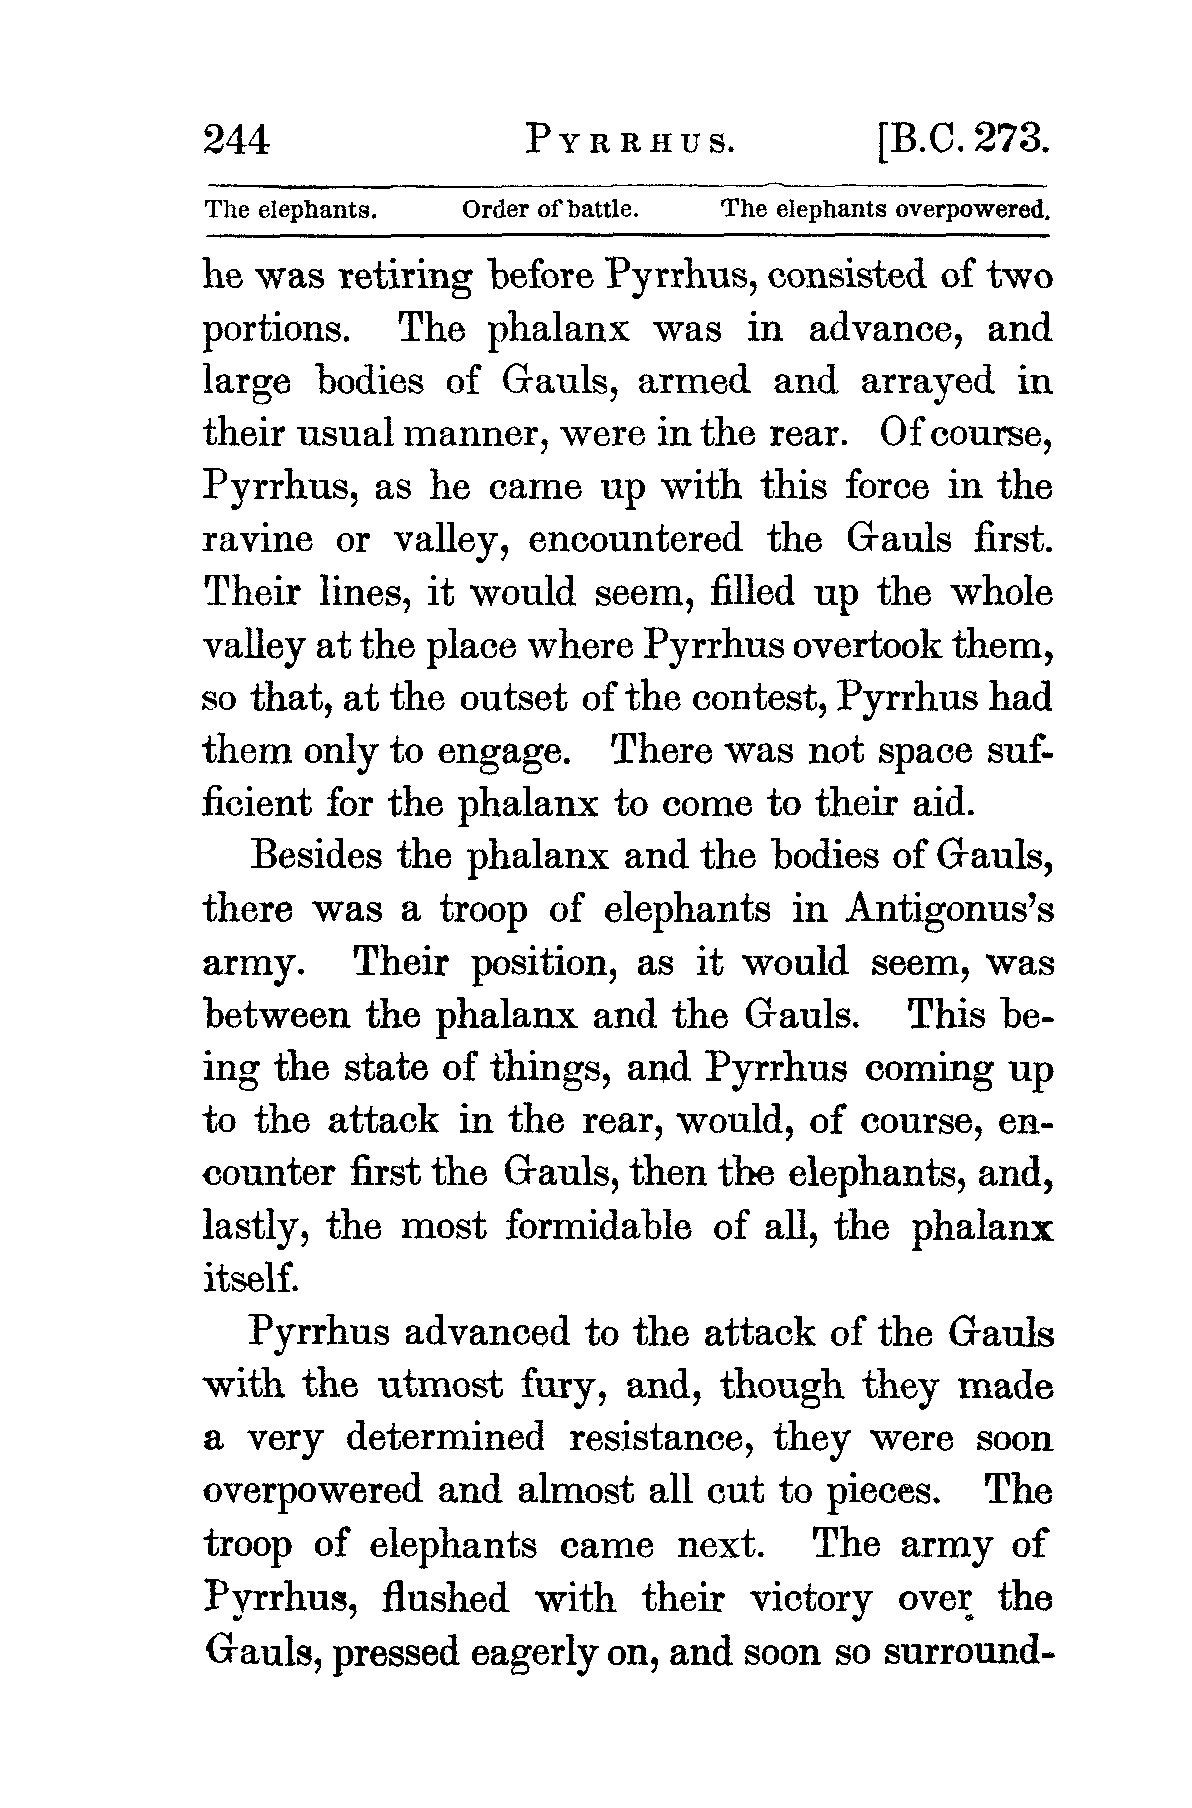 244 PYRRHUS. [B.C. 273.
The elephants. Order of battle. The elephants overpowered.
he was retiring before Pyrrhus, consisted of two
portions. The phalanx was in advance, and
large bodies of Gauls, armed and arrayed in
their usual manner, were in the rear. Of course,
Pyrrhus, as he came up with this force in the
ravine or valley, encountered the Gauls first.
Their lines, it would seem, filled up the whole
valley at the place where Pyrrhus overtook them,
so that, at the outset of the contest, Pyrrhus had
them only to engage. There was not space suf-
ficient for the phalanx to come to their aid.
Besides the phalanx and the bodies of Gauls,
there was a troop of elephants in Antigonus's
army. Their position, as it would seem, was
between the phalanx and the Gauls. This be-
ing the state of things, and Pyrrhus coming up
to the attack in the rear, would, of course, en-
counter first the Gauls, then the elephants, and,
lastly, the most formidable of all, the phalanx
itself.
Pyrrhus advanced to the attack of the Gauls
with the utmost fury, and, though they made
a very determined resistance, they were soon
overpowered and almost all cut to pieces. The
troop of elephants came next. The army of
Pyrrhus, flushed with their victory over the
Gauls, pressed eagerly on, and soon so surround-